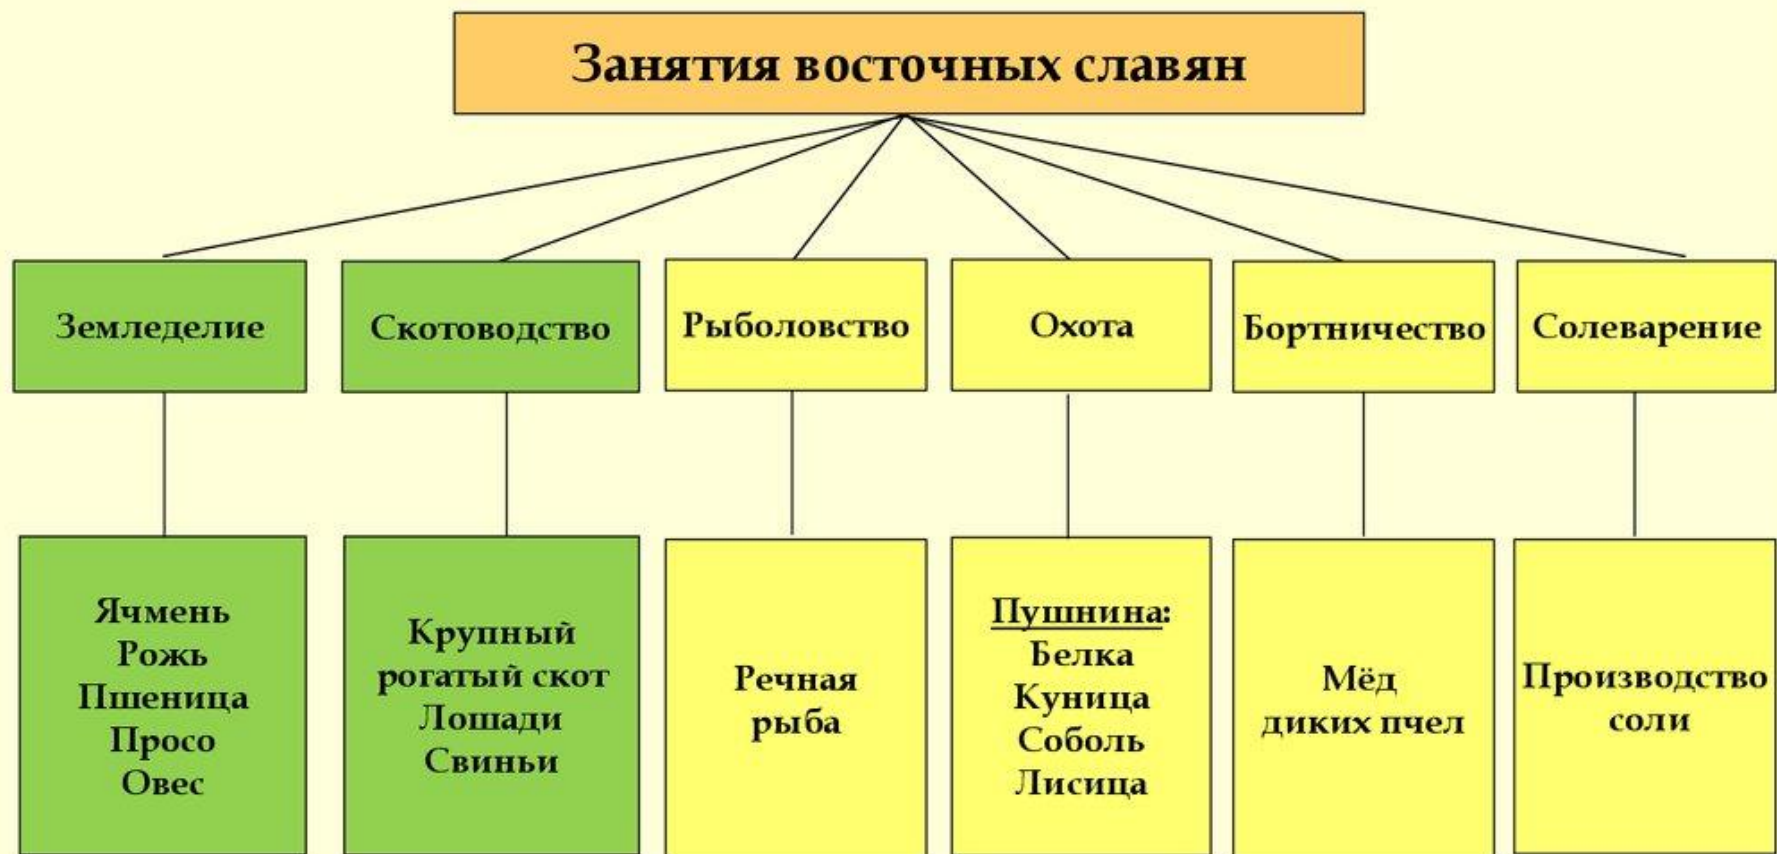 Занятия восточных славян
Земледелие
Скотоводство
Рыболовство
Охота
Бортничество
Солеварение
Ячмень
Рожь
Пшеница
Просо
Овес
Крупный
рогатый скот
Лошади
Свиньи
Речная
рыба
Пушнина:
Белка
Куница
Соболь
Лисица
Мёд
диких пчел
Производство
соли